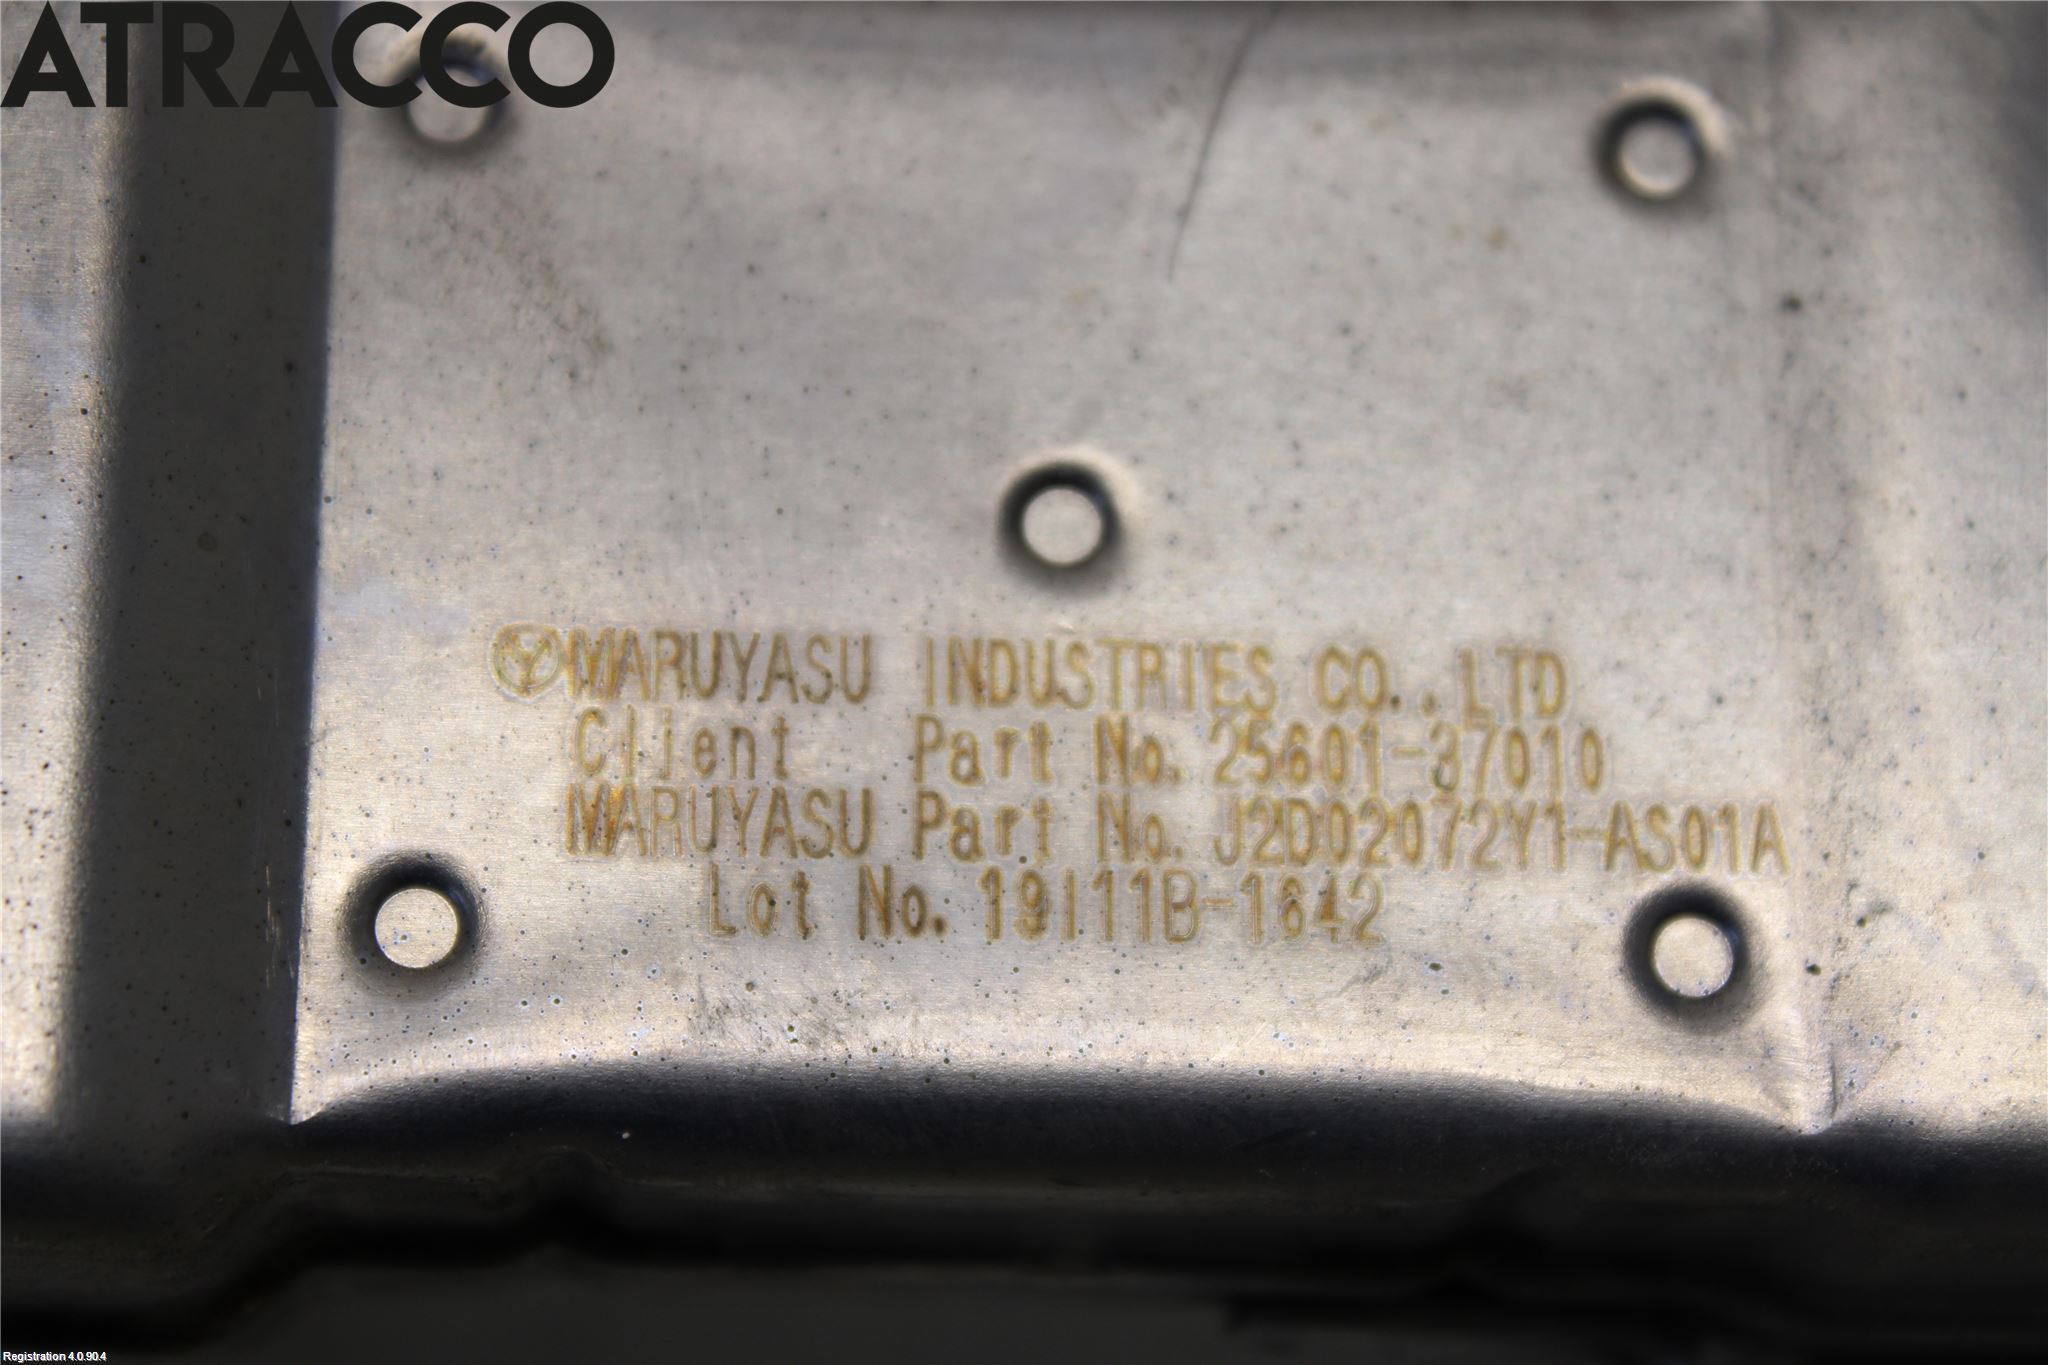 ATRACCO
MARUYASU INDUSTRIES CO.,LTD
Client Part No. 25601-37010
MARUYASU Part No. J2D02072Y1-AS01A
Lot No. 19I11B-1642
Registration 4.0.90.4